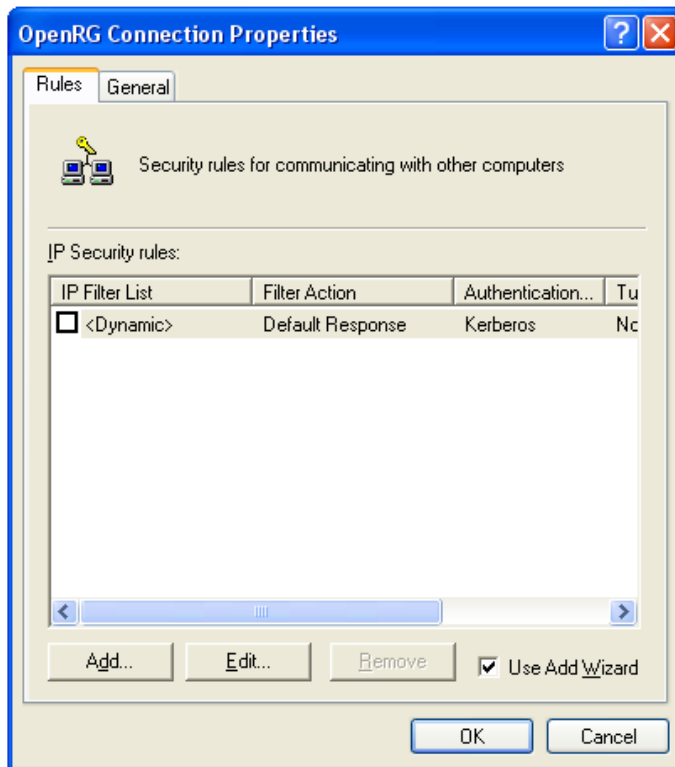 OpenRG Connection Properties
Rules General
Security rules for communicating with other computers
IP Security rules:
IP Filter List Filter Action Authentication... Tu
<Dynamic> Default Response Kerberos No
Add... Edit... Remove Use Add Wizard
OK Cancel